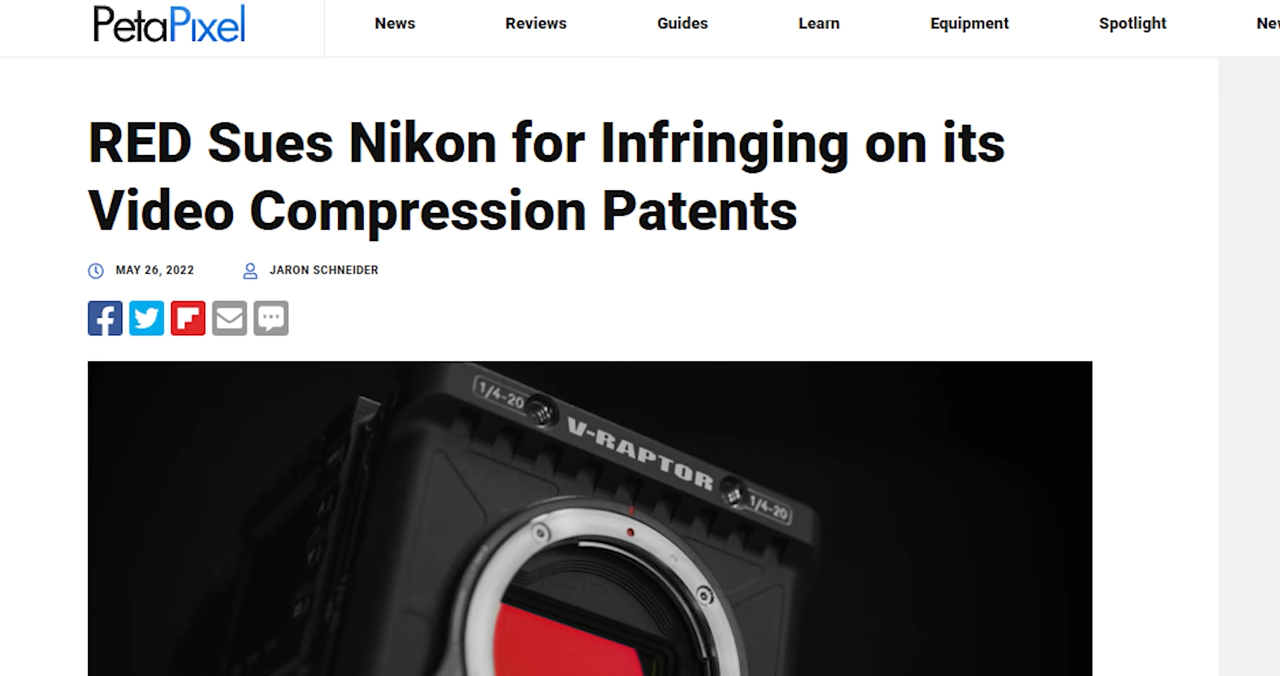 PetaPixel
News Reviews Guides Learn Equipment Spotlight
RED Sues Nikon for Infringing on its
Video Compression Patents
MAY 26, 2022 JARON SCHNEIDER
1/4-20 V-RAPTOR 1/4-20